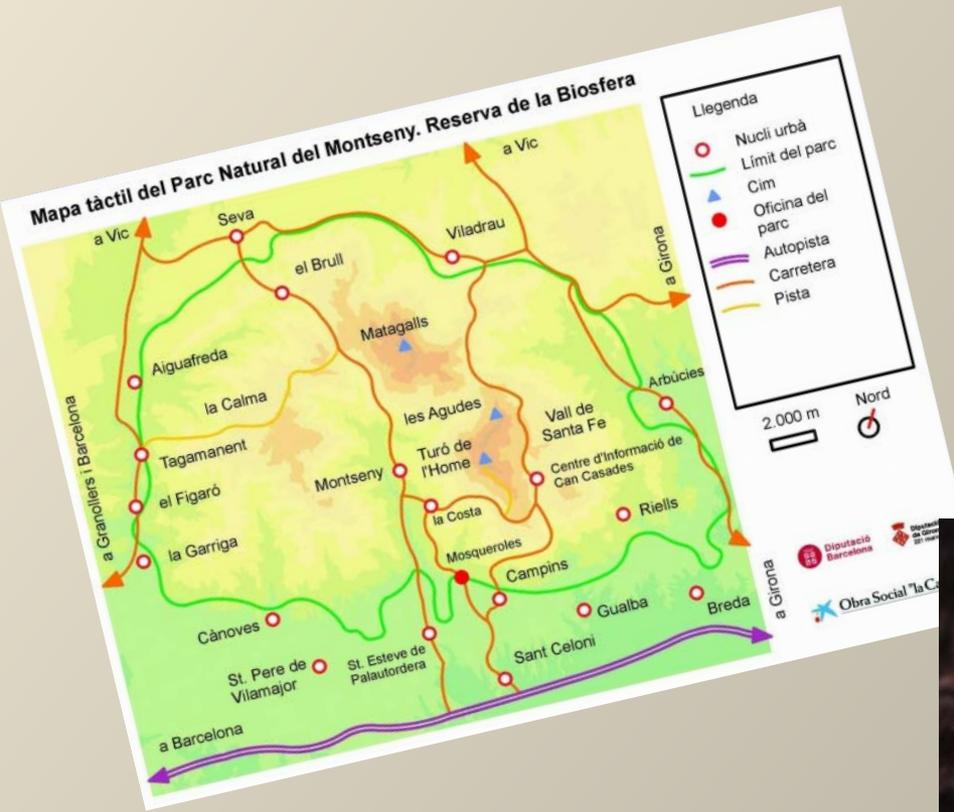 Mapa tàctil del Parc Natural del Montseny. Reserva de la Biosfera
a Vic
a Vic
Seva
Viladrau
el Brull
a Girona
Matagalls
Aiguafreda
la Calma
les Agudes
Vall de
Santa Fe
Arbúcies
a Granollers i Barcelona
Tagamanent
Turó de
l'Home
Montseny
Centre d'Informació de
Can Casades
el Figaró
la Costa
Riells
la Garriga
Mosqueroles
Campins
Cànoves
Gualba
Breda
a Girona
St. Pere de
Vilamajor
St. Esteve de
Palautordera
Sant Celoni
a Barcelona
Llegenda
Nucli urbà
Límit del parc
Cim
Oficina del
parc
Autopista
Carretera
Pista
2.000 m
Nord
Diputació
Barcelona
Obra Social "la